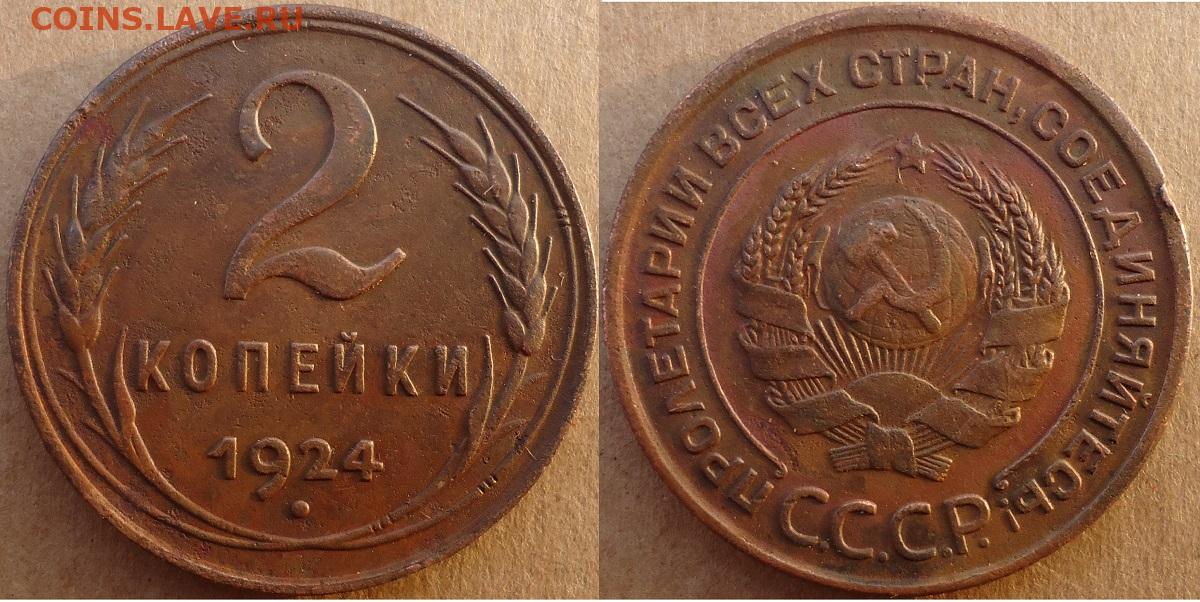 COINS.LAVE.RU
2
КОПЕЙКИ
1924
ПРОЛЕТАРИИ ВСЕХ СТРАН, СОЕДИНЯЙТЕСЬ!
С.С.С.Р.